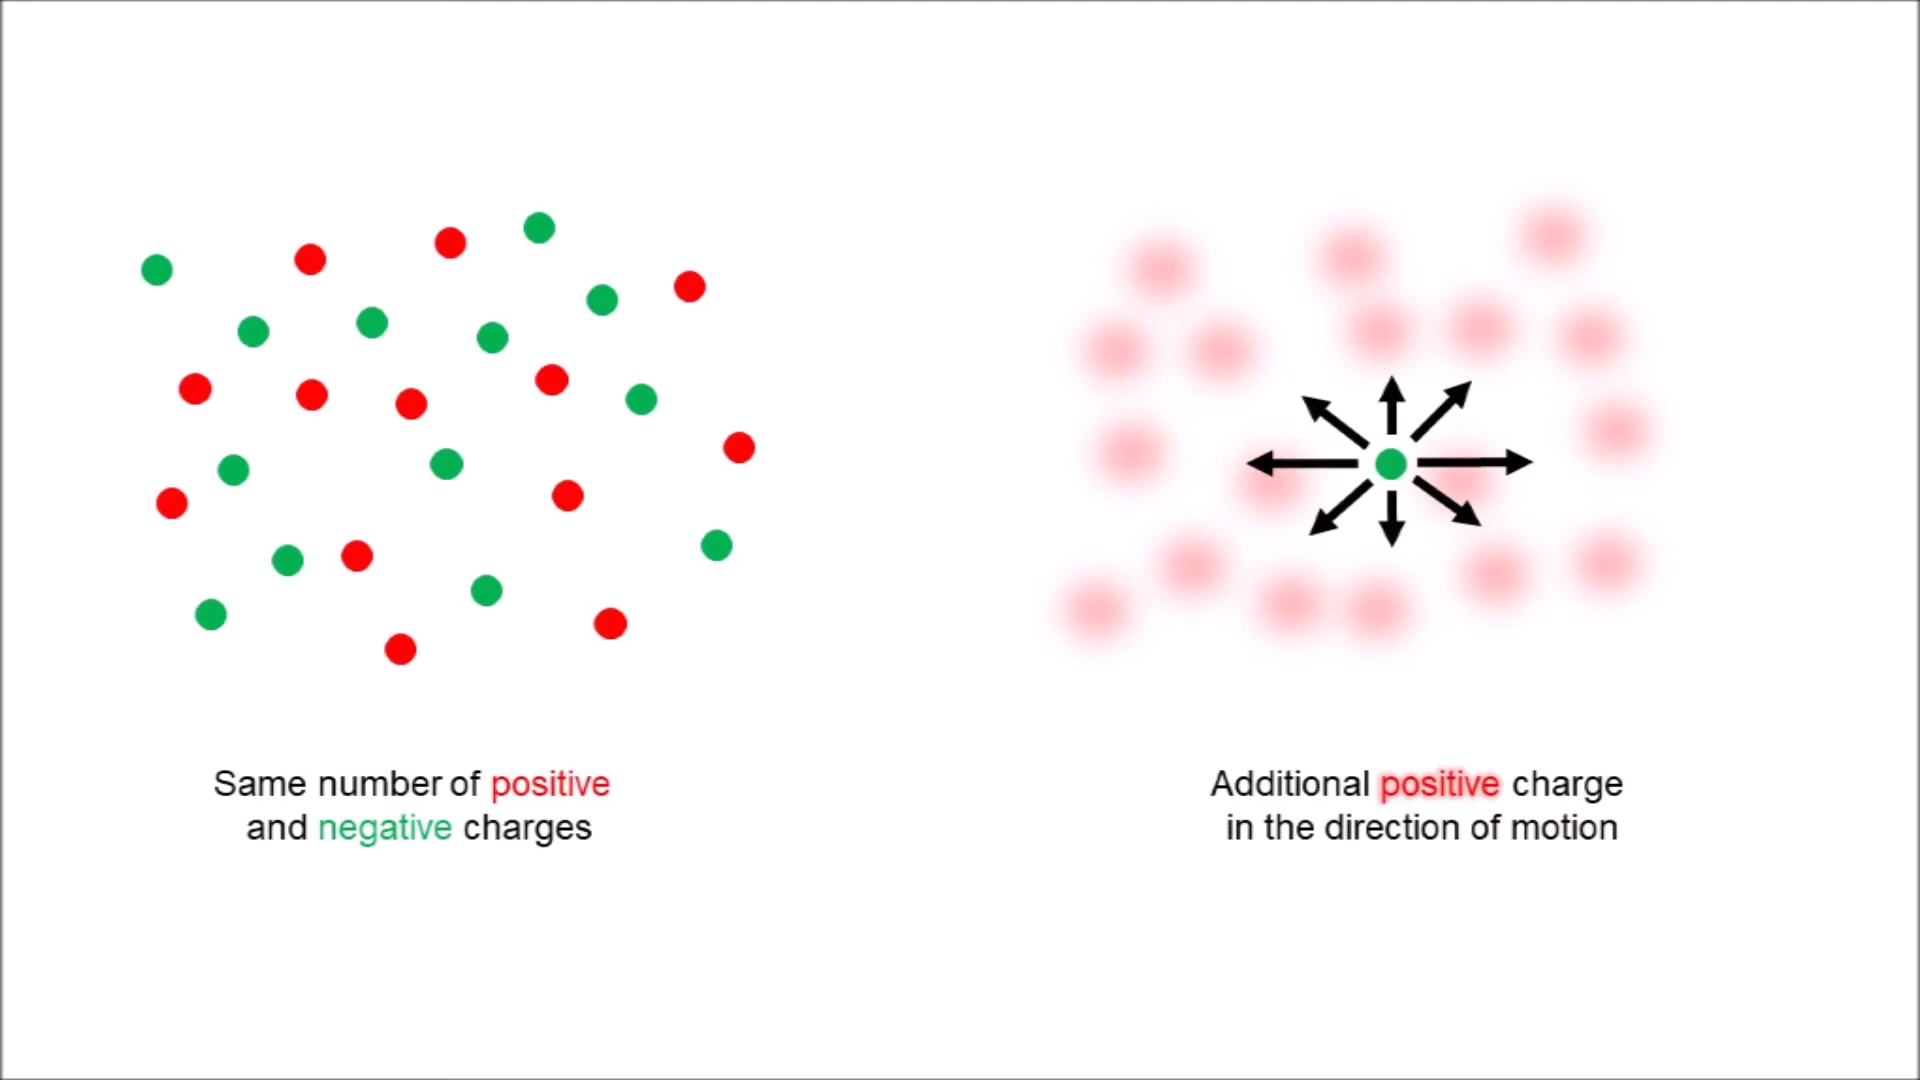 Same number of positive
and negative charges
Additional positive charge
in the direction of motion